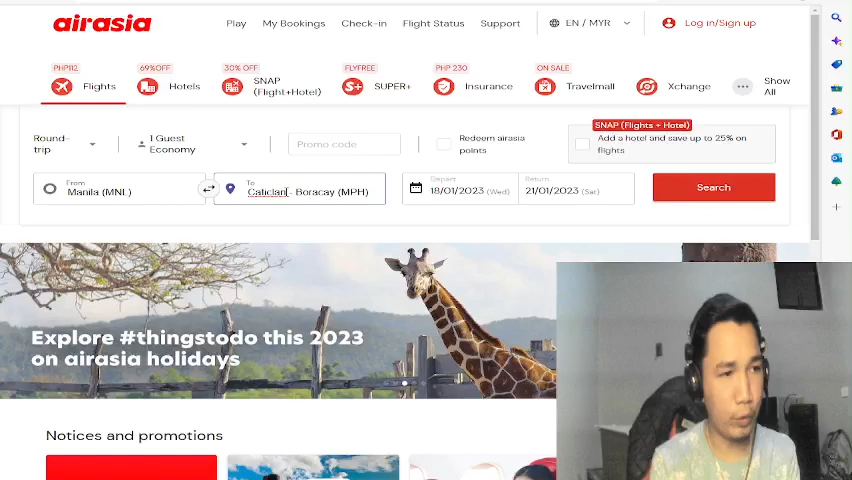 airasia
Play
My Bookings
Check-in
Flight Status
Support
EN / MYR
Log in/Sign up
PHP112
Flights
69%OFF
Hotels
30% OFF
SNAP
(Flight+Hotel)
FLYFREE
S+
SUPER+
PHP 230
Insurance
ON SALE
Travelmall
Xchange
Show
All
Round-
trip
1 Guest
Economy
Promo code
Redeem airasia
points
SNAP (Flights + Hotel)
Add a hotel and save up to 25% on
flights
From
Manila (MNL)
To
Caticlan - Boracay (MPH)
Depart
18/01/2023 (Wed)
Return
21/01/2023 (Sat)
Search
Explore #thingstodo this 2023
on airasia holidays
Notices and promotions